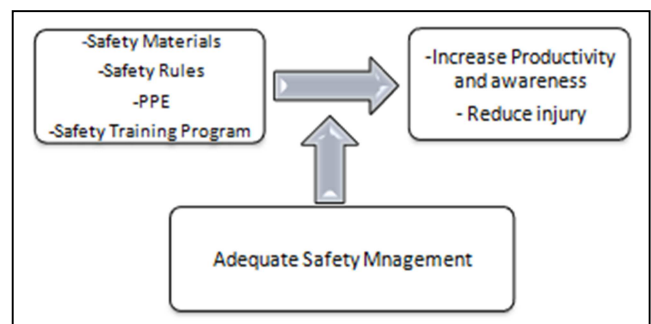 -Safety Materials
-Safety Rules
-PPE
-Safety Training Program
-Increase Productivity
and awareness
- Reduce injury
Adequate Safety Mnagement